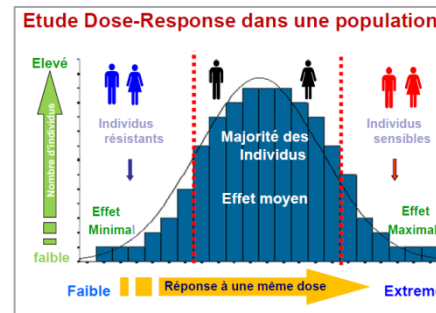 Etude Dose-Response dans une population
Elevé
Nombre d'individus
faible
Individus
résistants
Effet
Minimal
Majorité des
Individus
Effet moyen
Individus
sensibles
Effet
Maximal
Faible
Réponse à une même dose
Extreme